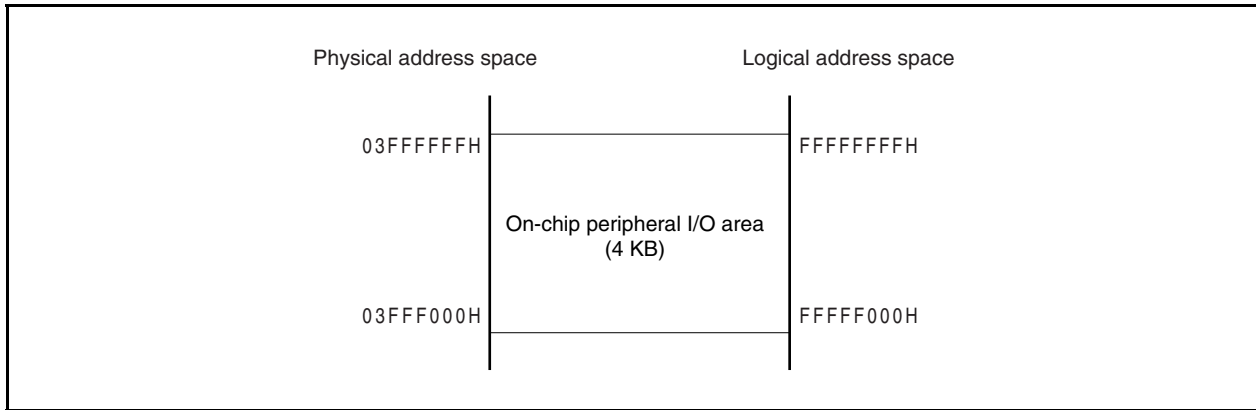 Physical address space
Logical address space
03FFFFFFH
FFFFFFFFH
On-chip peripheral I/O area
(4 KB)
03FFF000H
FFFFF000H